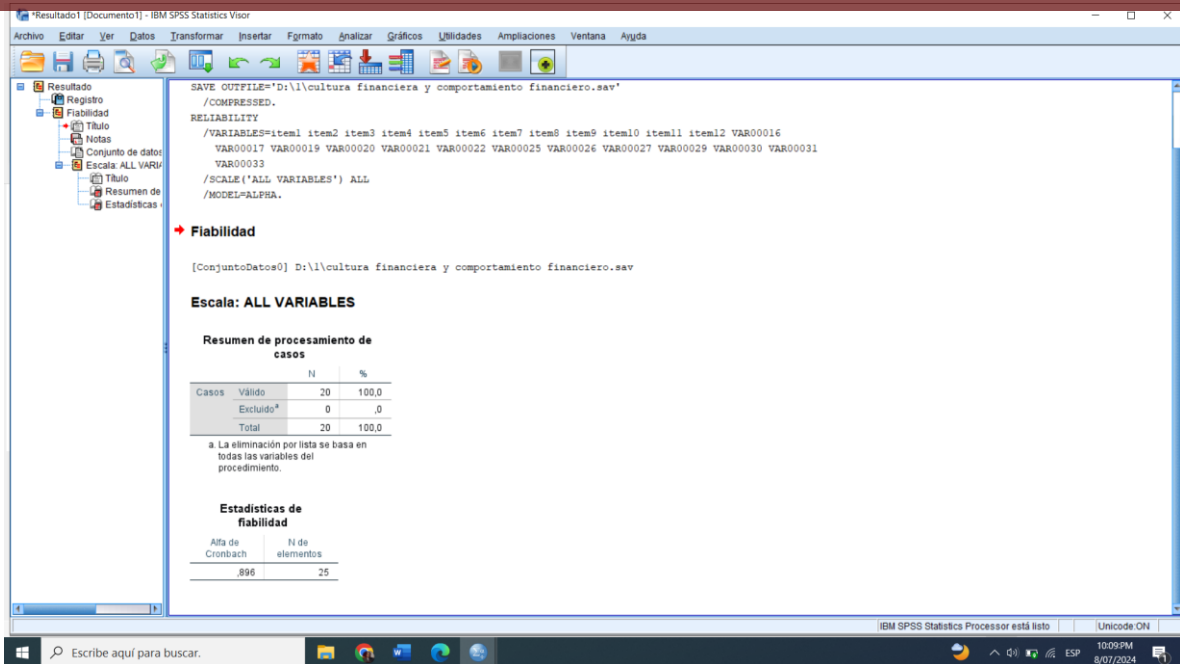 *Resultado1 [Documento1] - IBM SPSS Statistics Visor
Archivo Editar Ver Datos Transformar Insertar Formato Analizar Gráficos Utilidades Ampliaciones Ventana Ayuda
Resultado
Registro
Fiabilidad
Título
Notas
Conjunto de datos
Escala: ALL VARIA
Título
Resumen de
Estadísticas
SAVE OUTFILE='D:\1\cultura financiera y comportamiento financiero.sav'
/COMPRESSED.
RELIABILITY
/VARIABLES=item1 item2 item3 item4 item5 item6 item7 item8 item9 item10 item11 item12 VAR00016
VAR00017 VAR00019 VAR00020 VAR00021 VAR00022 VAR00025 VAR00026 VAR00027 VAR00029 VAR00030 VAR00031
VAR00033
/SCALE('ALL VARIABLES') ALL
/MODEL=ALPHA.
Fiabilidad
[ConjuntoDatos0] D:\1\cultura financiera y comportamiento financiero.sav
Escala: ALL VARIABLES
Resumen de procesamiento de
casos
N %
Casos Válido 20 100,0
Excluidoª 0 ,0
Total 20 100,0
a. La eliminación por lista se basa en
todas las variables del
procedimiento.
Estadísticas de
fiabilidad
Alfa de
Cronbach
N de
elementos
,896 25
IBM SPSS Statistics Processor está listo
Unicode:ON
Escribe aquí para buscar.
ESP
10:09 PM
8/07/2024